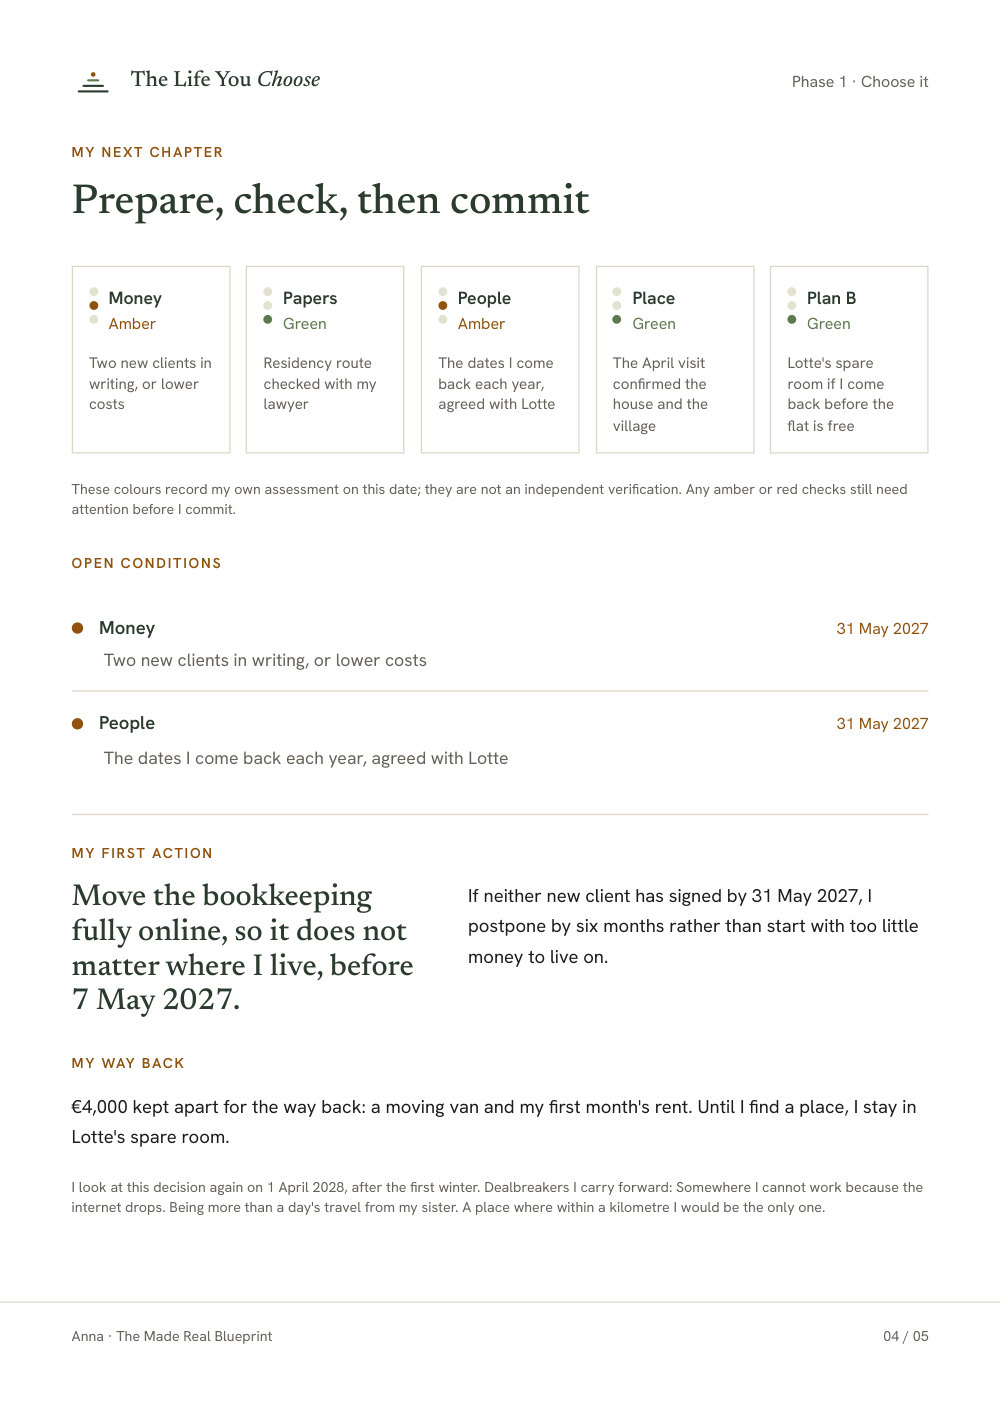 The Life You Choose
Phase 1 · Choose it
MY NEXT CHAPTER
Prepare, check, then commit
Money
Amber
Two new clients in
writing, or lower
costs
Papers
Green
Residency route
checked with my
lawyer
People
Amber
The dates I come
back each year,
agreed with Lotte
Place
Green
The April visit
confirmed the
house and the
village
Plan B
Green
Lotte's spare
room if I come
back before the
flat is free
These colours record my own assessment on this date; they are not an independent verification. Any amber or red checks still need
attention before I commit.
OPEN CONDITIONS
Money
31 May 2027
Two new clients in writing, or lower costs
People
31 May 2027
The dates I come back each year, agreed with Lotte
MY FIRST ACTION
Move the bookkeeping
fully online, so it does not
matter where I live, before
7 May 2027.
If neither new client has signed by 31 May 2027, I
postpone by six months rather than start with too little
money to live on.
MY WAY BACK
€4,000 kept apart for the way back: a moving van and my first month's rent. Until I find a place, I stay in
Lotte's spare room.
I look at this decision again on 1 April 2028, after the first winter. Dealbreakers I carry forward: Somewhere I cannot work because the
internet drops. Being more than a day's travel from my sister. A place where within a kilometre I would be the only one.
Anna · The Made Real Blueprint
04 / 05